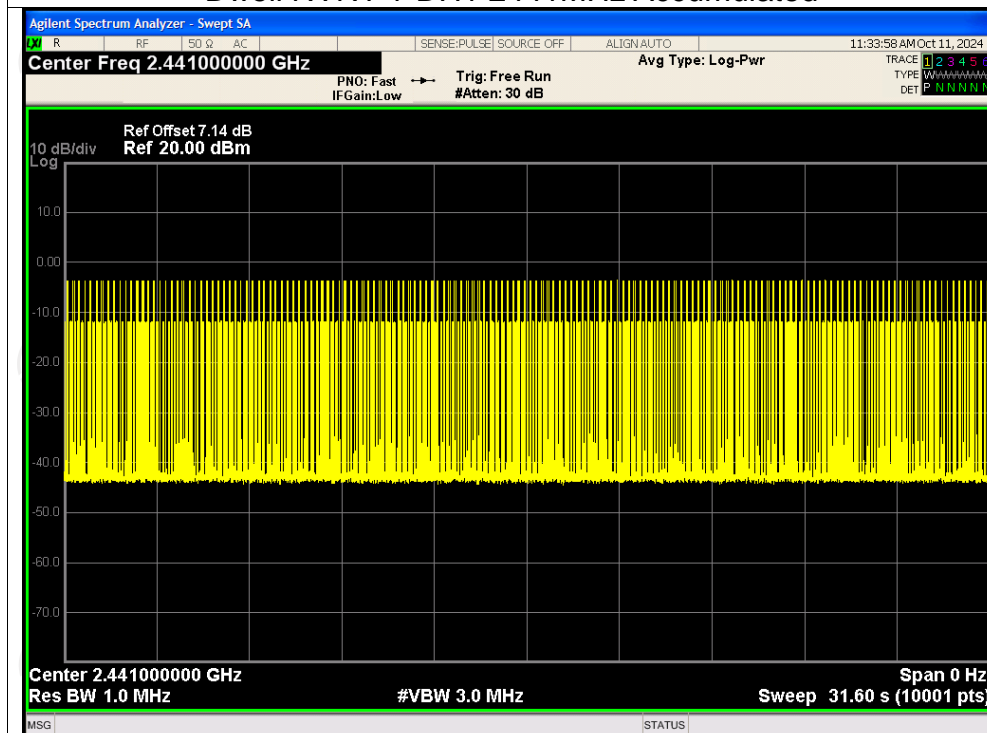 Agilent Spectrum Analyzer - Swept SA
LXI R RF 50 Ω AC SENSE:PULSE SOURCE OFF ALIGN AUTO 11:33:58 AM Oct 11, 2024
Center Freq 2.441000000 GHz
PNO: Fast
IFGain:Low
Trig: Free Run
#Atten: 30 dB
Avg Type: Log-Pwr
TRACE 1 2 3 4 5 6
TYPE
DET P N N N N N
Ref Offset 7.14 dB
10 dB/div Ref 20.00 dBm
Log
10.0
0.00
-10.0
-20.0
-30.0
-40.0
-50.0
-60.0
-70.0
Center 2.441000000 GHz Span 0 Hz
Res BW 1.0 MHz #VBW 3.0 MHz Sweep 31.60 s (10001 pts)
MSG STATUS